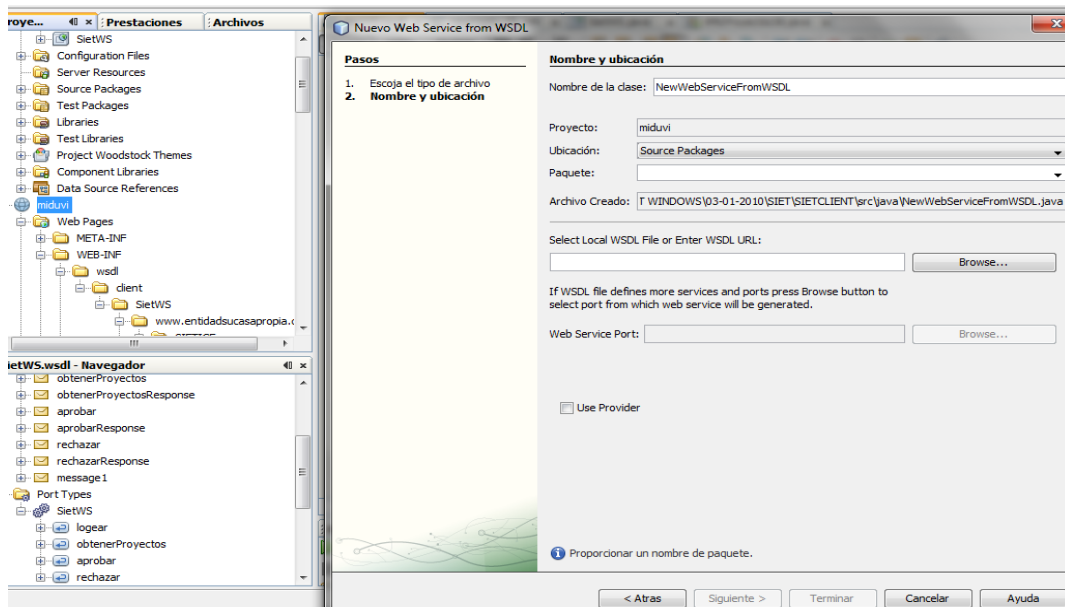 Prestaciones
Archivos
SietWS
Configuration Files
Server Resources
Source Packages
Test Packages
Libraries
Test Libraries
Project Woodstock Themes
Component Libraries
Data Source References
miduvi
Web Pages
META-INF
WEB-INF
wsdl
client
SietWS
www.entidadsucasapropia.c
ietWS.wsdl - Navegador
obtenerProyectos
obtenerProyectosResponse
aprobar
aprobarResponse
rechazar
rechazarResponse
message1
Port Types
SietWS
logear
obtenerProyectos
aprobar
rechazar
Nuevo Web Service from WSDL
Pasos
1. Escoja el tipo de archivo
2. Nombre y ubicación
Nombre y ubicación
Nombre de la clase: NewWebServiceFromWSDL
Proyecto: miduvi
Ubicación: Source Packages
Paquete:
Archivo Creado: T WINDOWS\03-01-2010\SIET\SIETCLIENT\src\java\NewWebServiceFromWSDL.java
Select Local WSDL File or Enter WSDL URL:
Browse...
If WSDL file defines more services and ports press Browse button to
select port from which web service will be generated.
Web Service Port: Browse...
Use Provider
Proporcionar un nombre de paquete.
< Atras Siguiente > Terminar Cancelar Ayuda